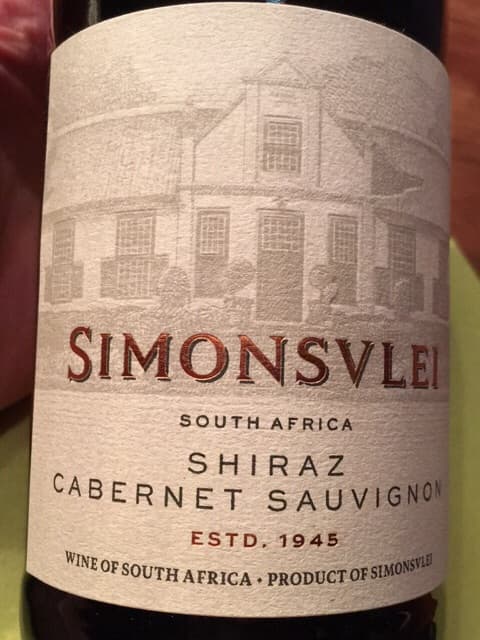 SIMONSVLEI
SOUTH AFRICA
SHIRAZ
CABERNET SAUVIGNON
ESTD. 1945
WINE OF SOUTH AFRICA • PRODUCT OF SIMONSVLEI